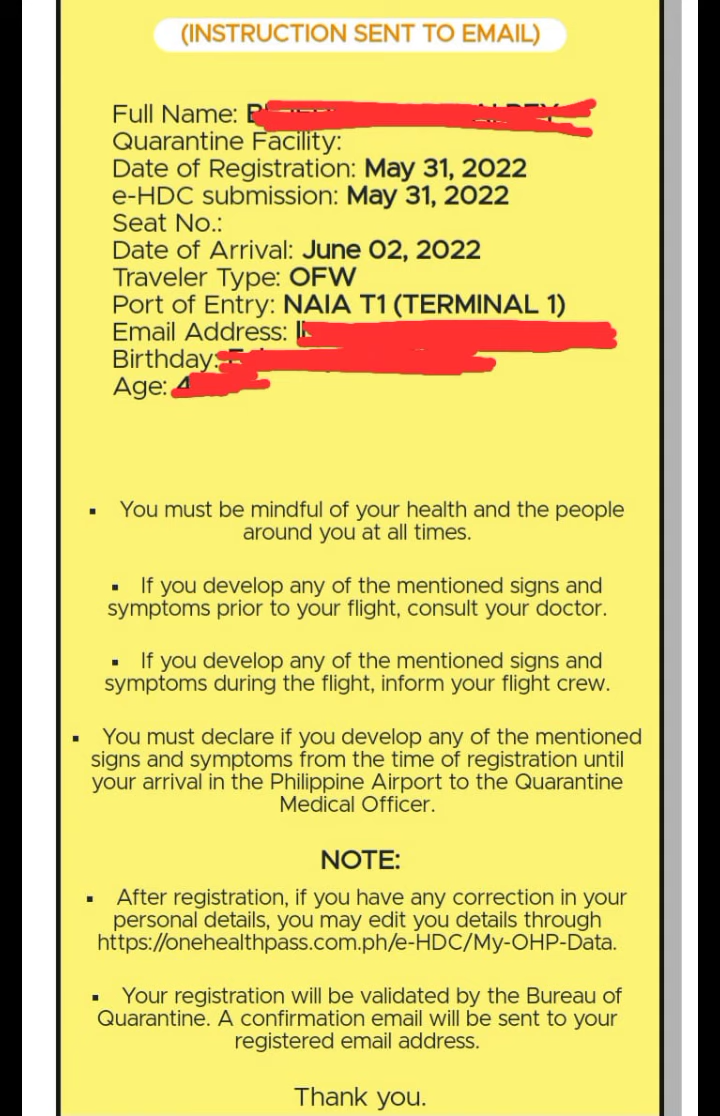 (INSTRUCTION SENT TO EMAIL)
Full Name:
Quarantine Facility:
Date of Registration: May 31, 2022
e-HDC submission: May 31, 2022
Seat No.:
Date of Arrival: June 02, 2022
Traveler Type: OFW
Port of Entry: NAIA T1 (TERMINAL 1)
Email Address:
Birthday:
Age:
▪ You must be mindful of your health and the people
around you at all times.
▪ If you develop any of the mentioned signs and
symptoms prior to your flight, consult your doctor.
▪ If you develop any of the mentioned signs and
symptoms during the flight, inform your flight crew.
▪ You must declare if you develop any of the mentioned
signs and symptoms from the time of registration until
your arrival in the Philippine Airport to the Quarantine
Medical Officer.
NOTE:
▪ After registration, if you have any correction in your
personal details, you may edit you details through
https://onehealthpass.com.ph/e-HDC/My-OHP-Data.
▪ Your registration will be validated by the Bureau of
Quarantine. A confirmation email will be sent to your
registered email address.
Thank you.